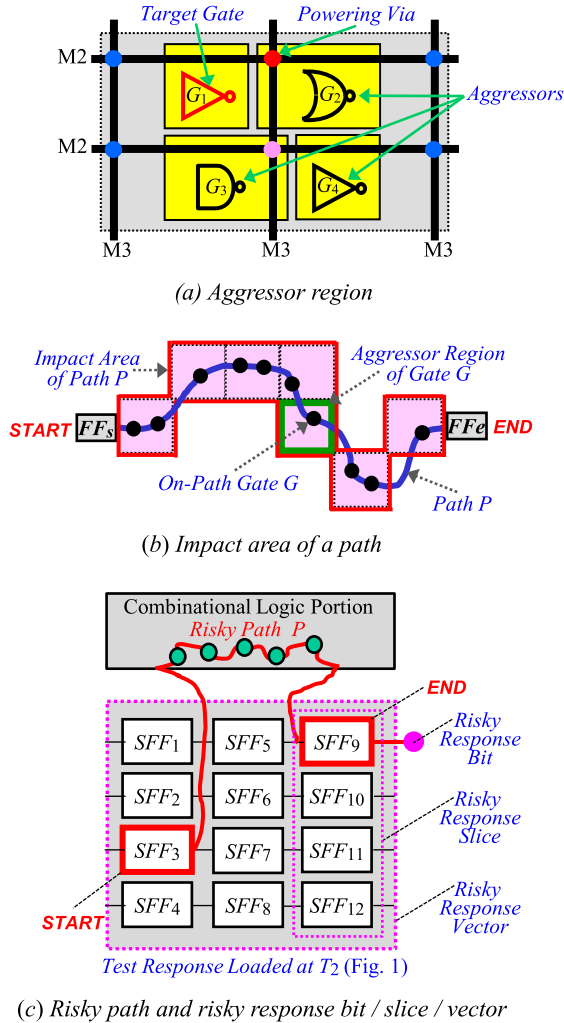 Target Gate
Powering Via
M2
G1
G2
Aggressors
M2
G3
G4
M3 M3 M3
(a) Aggressor region
Impact Area
of Path P
Aggressor Region
of Gate G
START FFs
FFe END
On-Path Gate G
Path P
(b) Impact area of a path
Combinational Logic Portion
Risky Path P
END
SFF1 SFF5 SFF9
Risky
Response
Bit
SFF2 SFF6 SFF10
Risky
Response
Slice
SFF3 SFF7 SFF11
SFF4 SFF8 SFF12
Risky
Response
Vector
START
Test Response Loaded at T2 (Fig. 1)
(c) Risky path and risky response bit / slice / vector